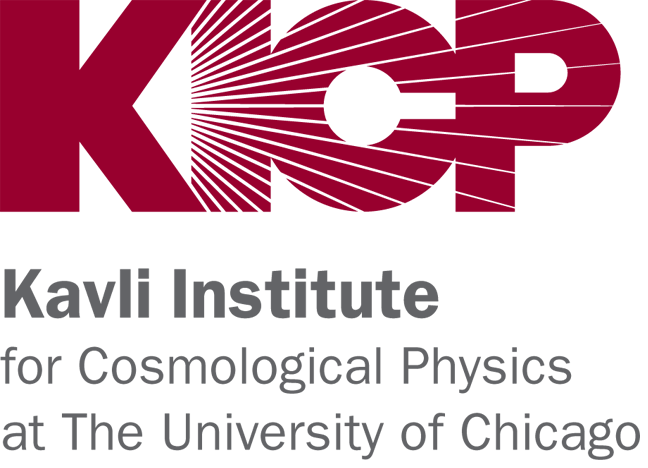 KICP
Kavli Institute
for Cosmological Physics
at The University of Chicago